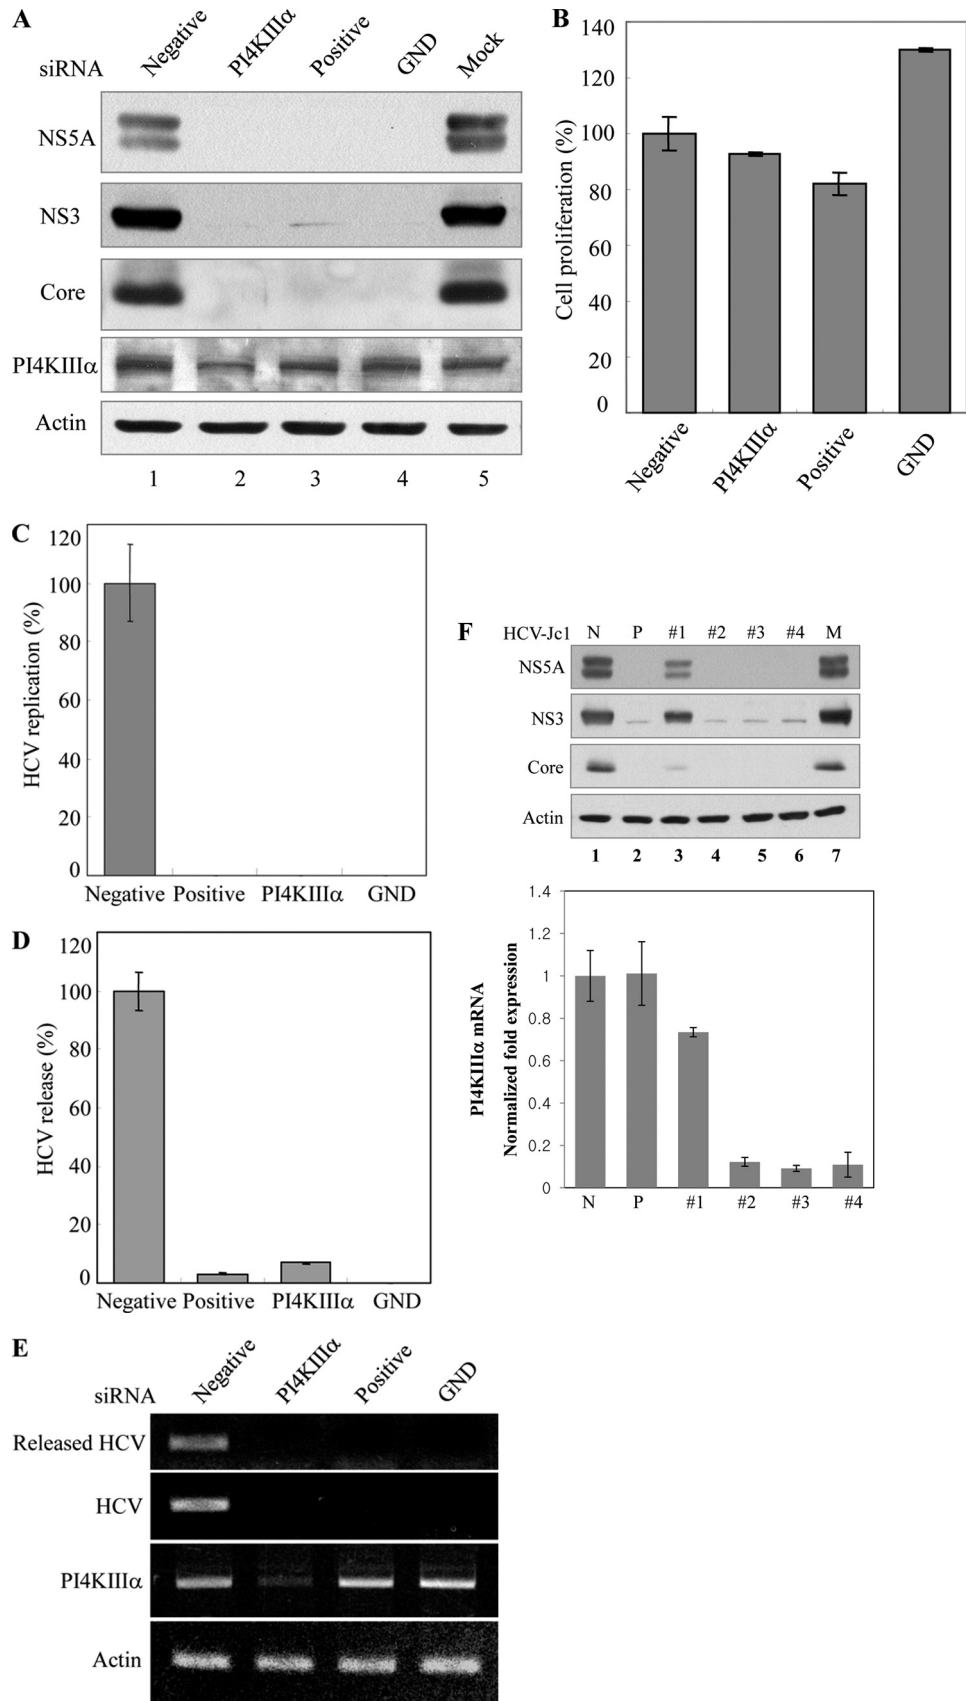 A
siRNA Negative PI4KIIIα Positive GND Mock
NS5A
NS3
Core
PI4KIIIα
Actin
1 2 3 4 5
B
Cell proliferation (%)
140
120
100
80
60
40
20
0
Negative PI4KIIIα Positive GND
C
HCV replication (%)
120
100
80
60
40
20
0
Negative Positive PI4KIIIα GND
D
HCV release (%)
120
100
80
60
40
20
0
Negative Positive PI4KIIIα GND
E
siRNA Negative PI4KIIIα Positive GND
Released HCV
HCV
PI4KIIIα
Actin
F
HCV-Jc1 N P #1 #2 #3 #4 M
NS5A
NS3
Core
Actin
1 2 3 4 5 6 7
PI4KIIIα mRNA
Normalized fold expression
1.4
1.2
1
0.8
0.6
0.4
0.2
0
N P #1 #2 #3 #4